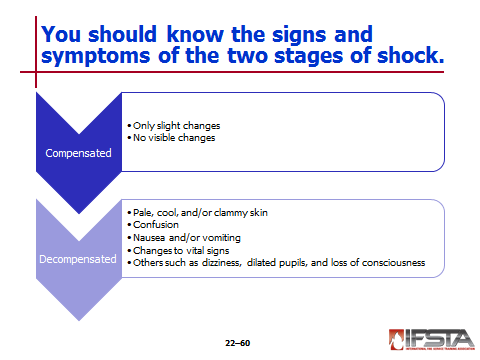 You should know the signs and
symptoms of the two stages of shock.
Compensated
• Only slight changes
• No visible changes
Decompensated
• Pale, cool, and/or clammy skin
• Confusion
• Nausea and/or vomiting
• Changes to vital signs
• Others such as dizziness, dilated pupils, and loss of consciousness
22–60
IFSTA
INTERNATIONAL FIRE SERVICE TRAINING ASSOCIATION